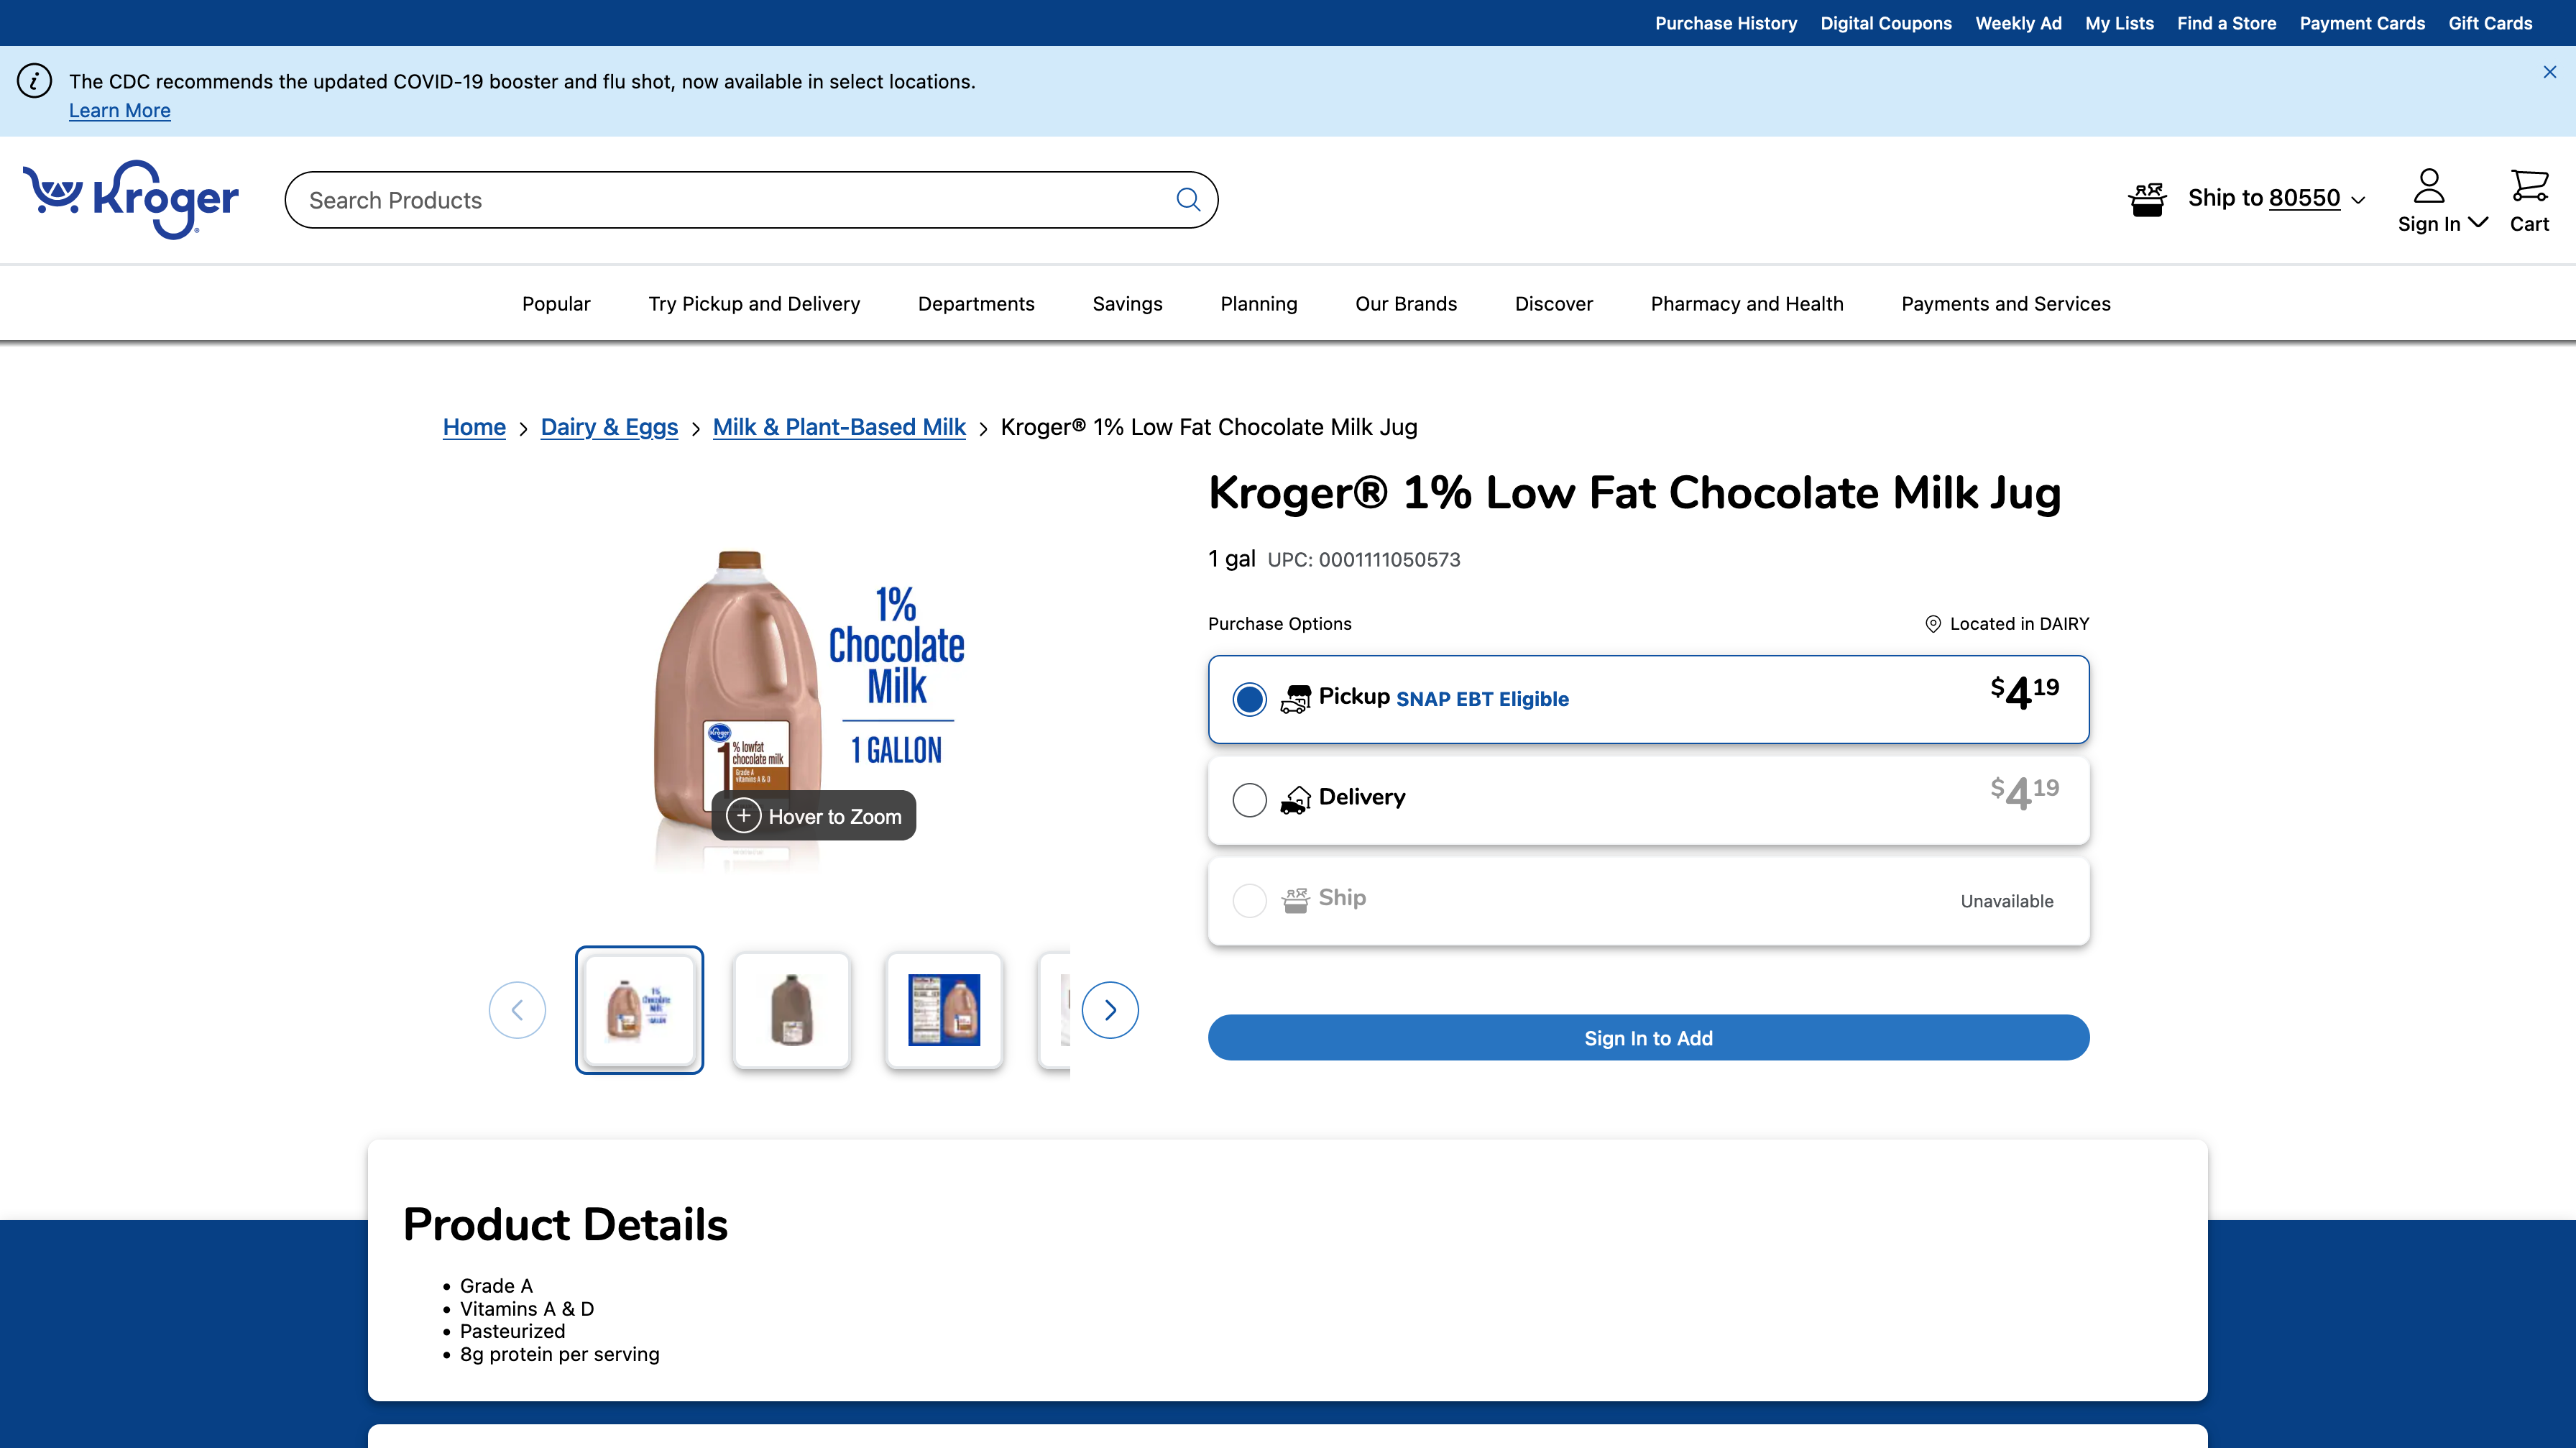 Purchase History Digital Coupons Weekly Ad My Lists Find a Store Payment Cards Gift Cards
The CDC recommends the updated COVID-19 booster and flu shot, now available in select locations.
Learn More
Kroger
Search Products
Ship to 80550
Sign In
Cart
Popular Try Pickup and Delivery Departments Savings Planning Our Brands Discover Pharmacy and Health Payments and Services
Home > Dairy & Eggs > Milk & Plant-Based Milk > Kroger® 1% Low Fat Chocolate Milk Jug
1%
Chocolate
Milk
1 GALLON
Kroger
1% lowfat
chocolate milk
Grade A
vitamins A & D
Hover to Zoom
Kroger® 1% Low Fat Chocolate Milk Jug
1 gal UPC: 0001111050573
Purchase Options
Located in DAIRY
Pickup SNAP EBT Eligible $4 19
Delivery $4 19
Ship Unavailable
Sign In to Add
1%
Chocolate
Milk
1 GALLON
Product Details
• Grade A
• Vitamins A & D
• Pasteurized
• 8g protein per serving